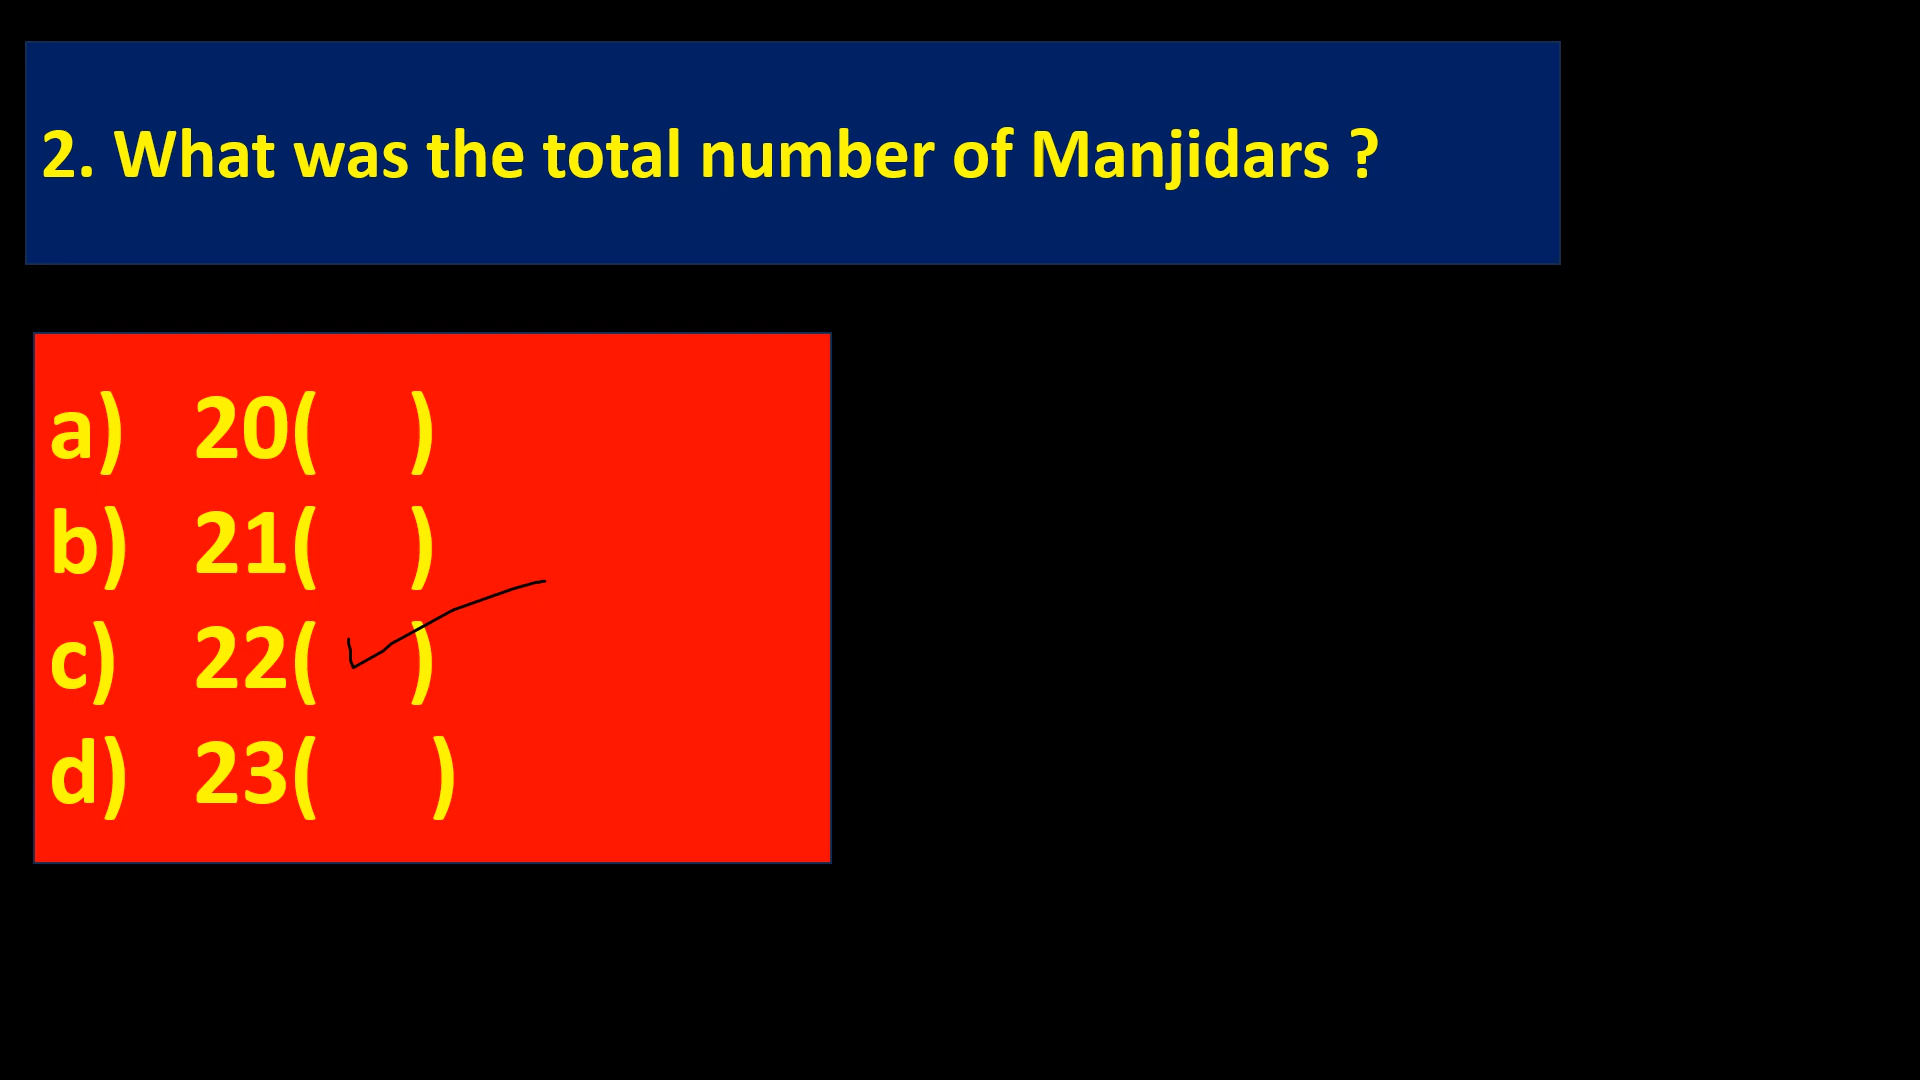 2. What was the total number of Manjidars ?
a) 20( )
b) 21( )
c) 22( )
d) 23( )